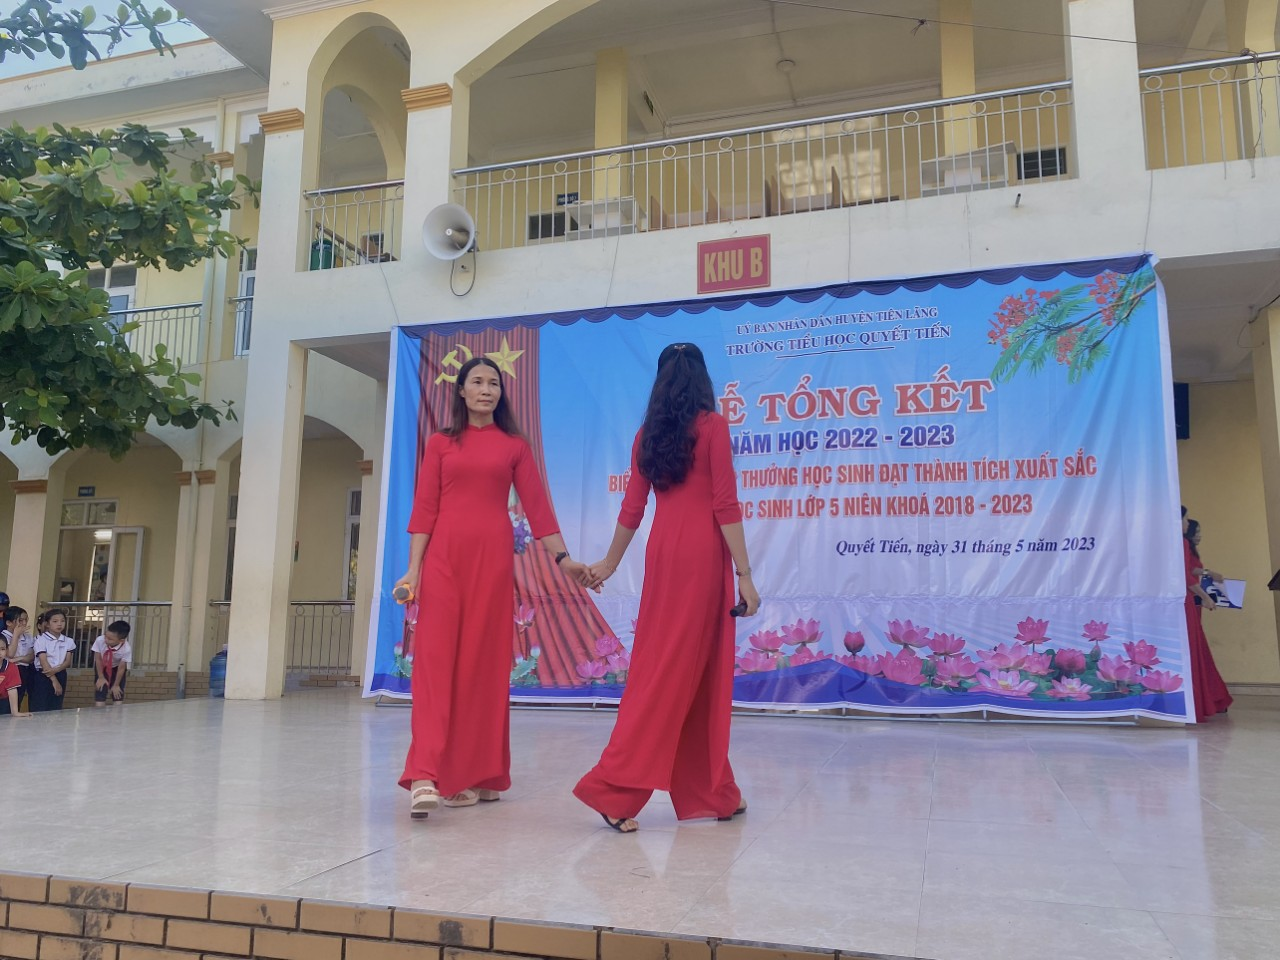 KHU B
UỶ BAN NHÂN DÂN HUYỆN TIÊN LÃNG
TRƯỜNG TIỂU HỌC QUYẾT TIẾN
TỔNG KẾT
NĂM HỌC 2022 - 2023
THƯỞNG HỌC SINH ĐẠT THÀNH TÍCH XUẤT SẮC
SINH LỚP 5 NIÊN KHOÁ 2018 - 2023
Quyết Tiến, ngày 31 tháng 5 năm 2023